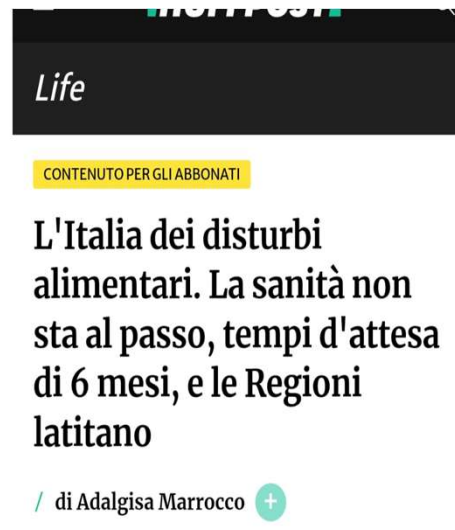 Life
CONTENUTO PER GLI ABBONATI
L'Italia dei disturbi
alimentari. La sanità non
sta al passo, tempi d'attesa
di 6 mesi, e le Regioni
latitano
/ di Adalgisa Marrocco +